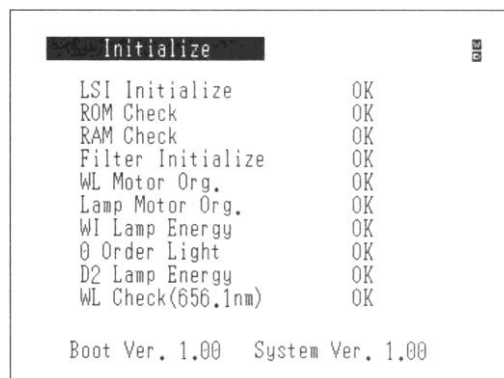 Initialize
LSI Initialize OK
ROM Check OK
RAM Check OK
Filter Initialize OK
WL Motor Org. OK
Lamp Motor Org. OK
WI Lamp Energy OK
0 Order Light OK
D2 Lamp Energy OK
WL Check(656.1nm) OK
Boot Ver. 1.00 System Ver. 1.00